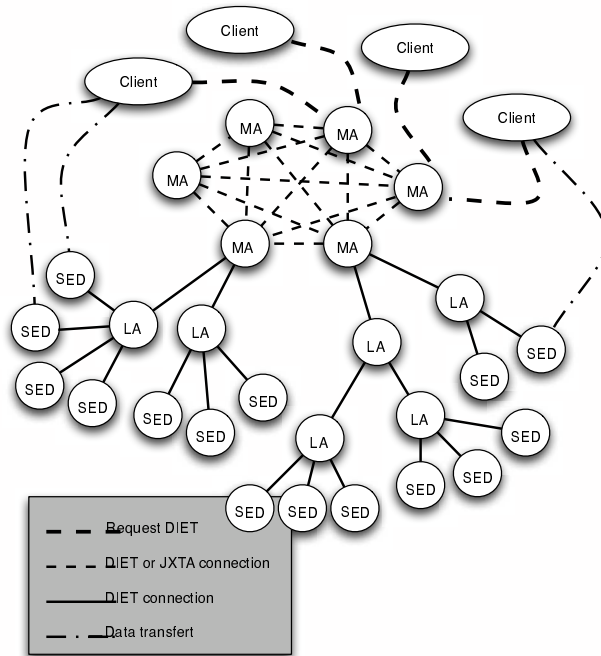 Client
Client
Client
Client
MA
MA
MA
MA
MA
MA
SED
LA
SED
LA
LA
SED
LA
SED
SED
SED
SED
SED
SED
LA
SED
LA
SED
SED
SED
SED
SED
SED
Request DIET
DIET or JXTA connection
DIET connection
Data transfert